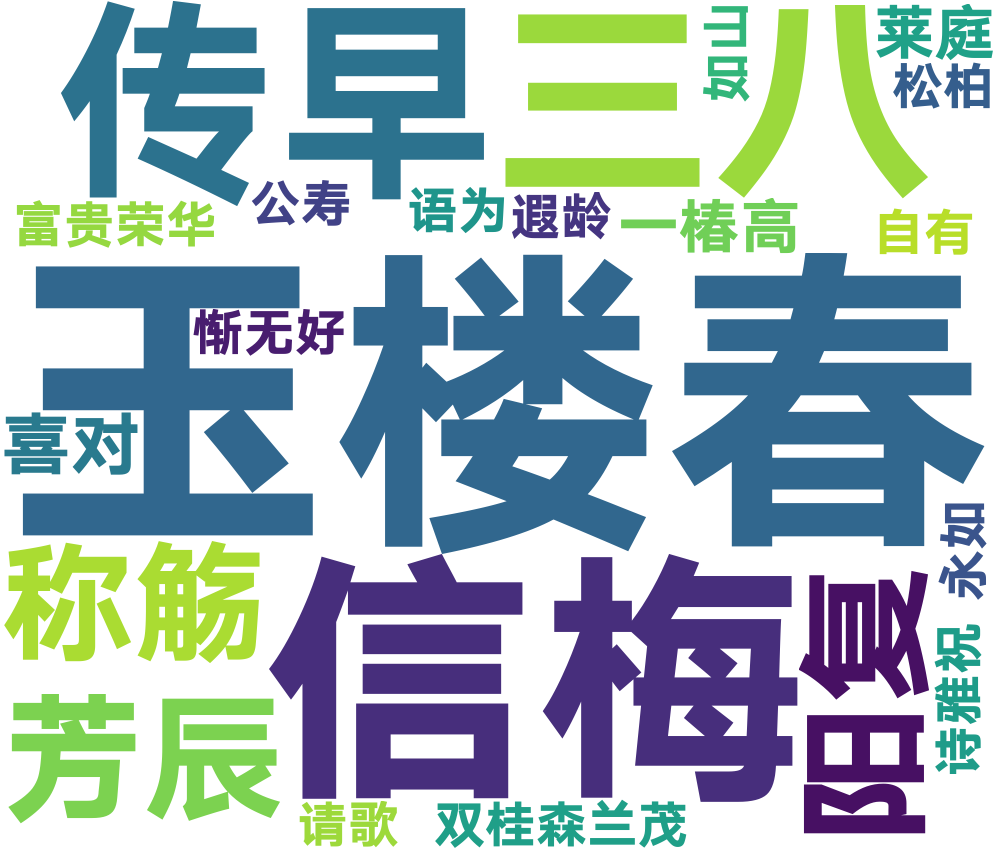 传早
三八
如山
莱庭
松柏
富贵荣华
公寿
语为
遐龄
一椿高
自有
玉楼春
惭无好
喜对
永如
称觞
信梅
阳复
诗雅祝
芳辰
请歌
双桂森兰茂